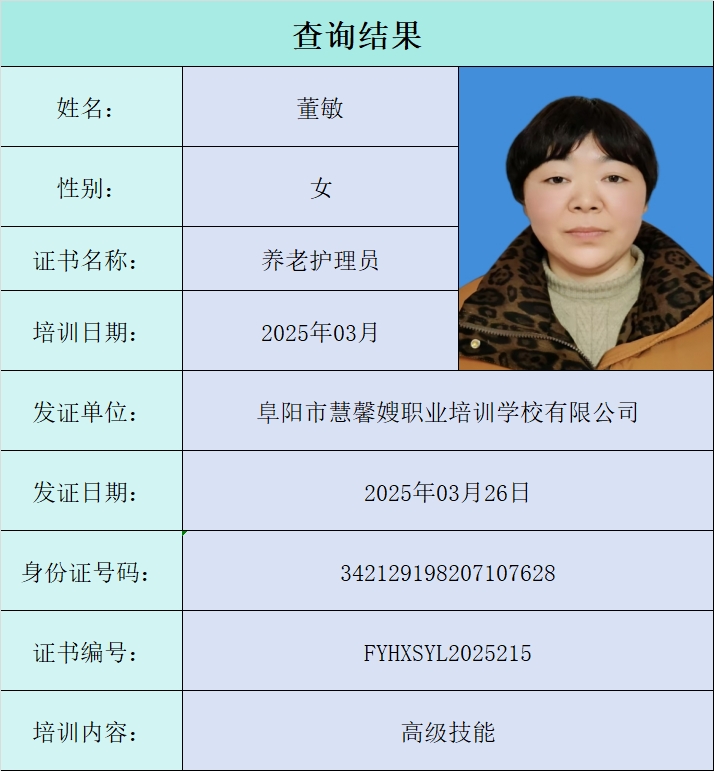 查询结果
姓名： 董敏
性别： 女
证书名称： 养老护理员
培训日期： 2025年03月
发证单位： 阜阳市慧馨嫂职业培训学校有限公司
发证日期： 2025年03月26日
身份证号码： 342129198207107628
证书编号： FYHXSYL2025215
培训内容： 高级技能